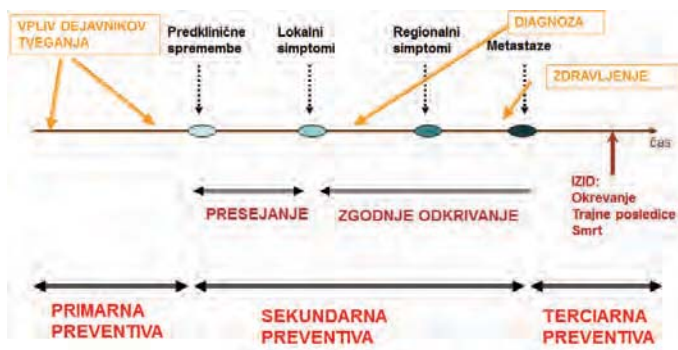 VPLIV DEJAVNIKOV
TVEGANJA
Predklinične
spremembe
Lokalni
simptomi
Regionalni
simptomi
DIAGNOZA
Metastaze
ZDRAVLJENJE
čas
PRESEJANJE
ZGODNJE ODKRIVANJE
IZID:
Okrevanje
Trajne posledice
Smrt
PRIMARNA
PREVENTIVA
SEKUNDARNA
PREVENTIVA
TERCIARNA
PREVENTIVA